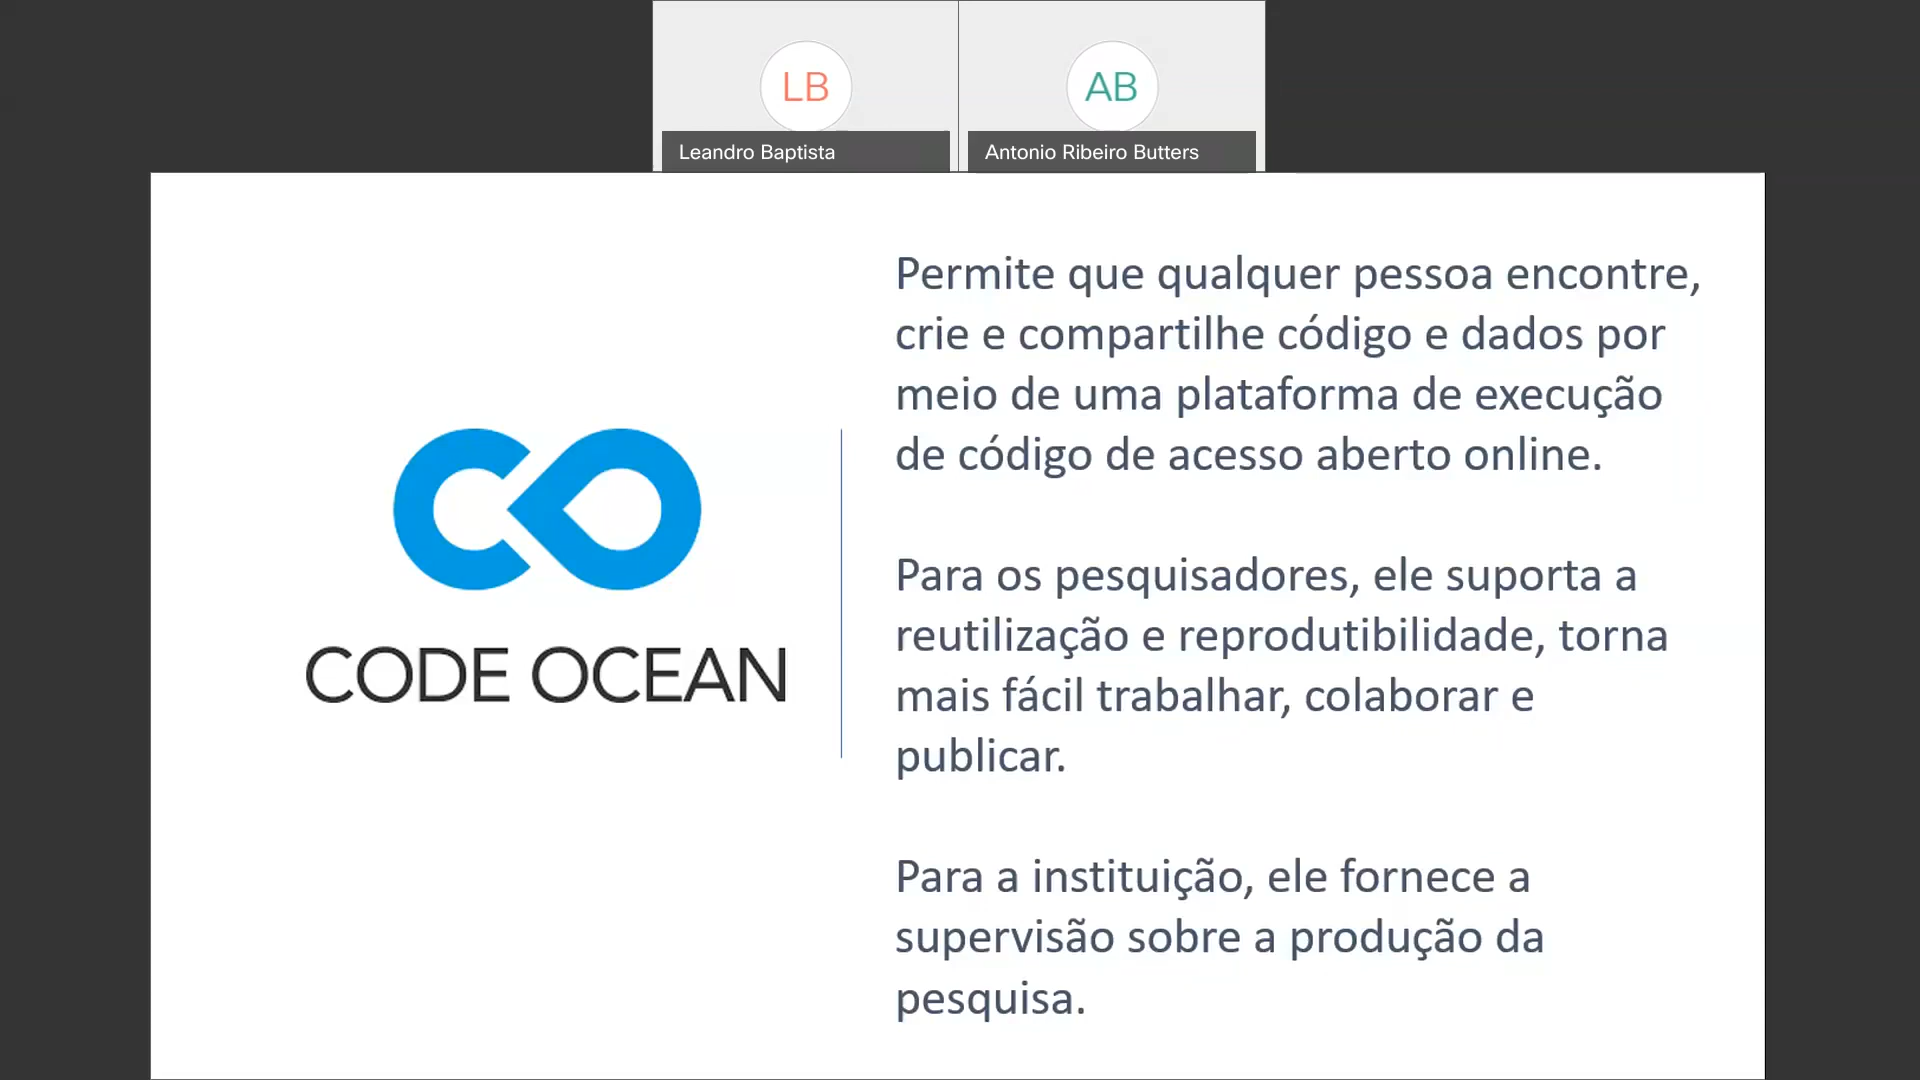 LB
AB
Leandro Baptista
Antonio Ribeiro Butters
CODE OCEAN
Permite que qualquer pessoa encontre,
crie e compartilhe código e dados por
meio de uma plataforma de execução
de código de acesso aberto online.
Para os pesquisadores, ele suporta a
reutilização e reprodutibilidade, torna
mais fácil trabalhar, colaborar e
publicar.
Para a instituição, ele fornece a
supervisão sobre a produção da
pesquisa.